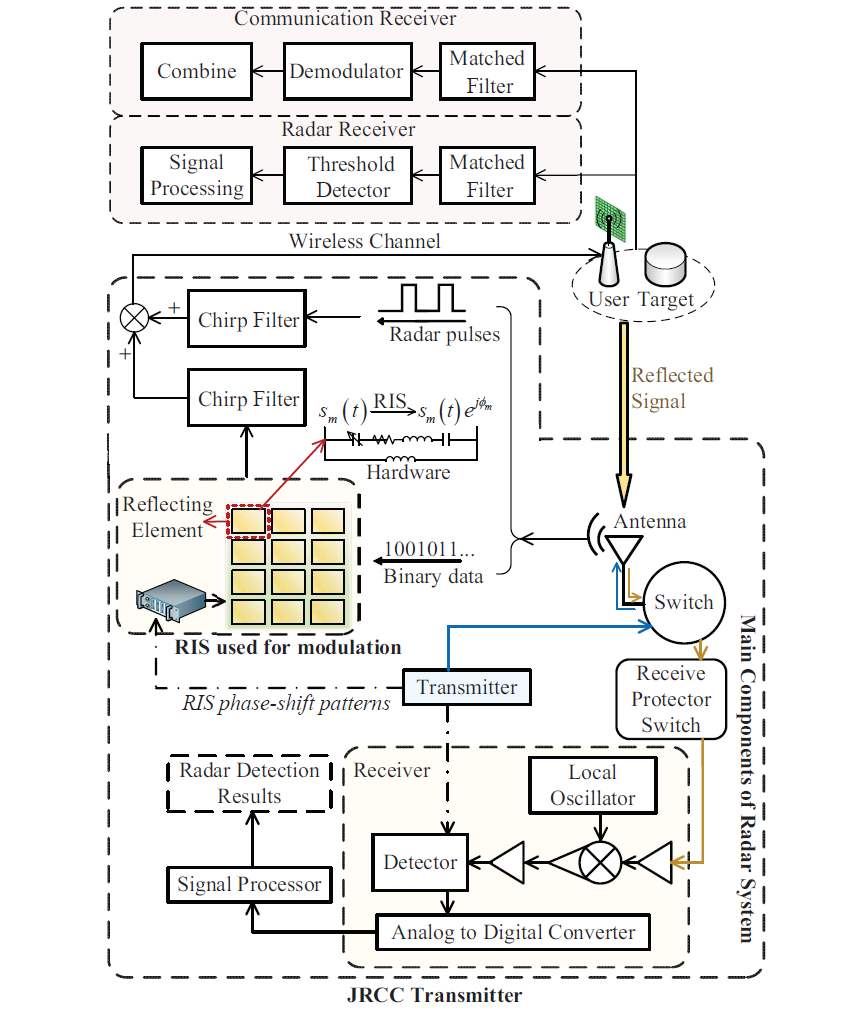 Communication Receiver
Combine
Demodulator
Matched
Filter
Radar Receiver
Signal
Processing
Threshold
Detector
Matched
Filter
Wireless Channel
User Target
+
Chirp Filter
Radar pulses
+
Chirp Filter
s_m(t) RIS s_m(t)e^{jϕ_m}
Hardware
Reflected
Signal
Reflecting
Element
1001011...
Binary data
Antenna
Switch
RIS used for modulation
Transmitter
RIS phase-shift patterns
Receive
Protector
Switch
Main Components of Radar System
Radar Detection
Results
Receiver
Local
Oscillator
Detector
Signal Processor
Analog to Digital Converter
JRCC Transmitter